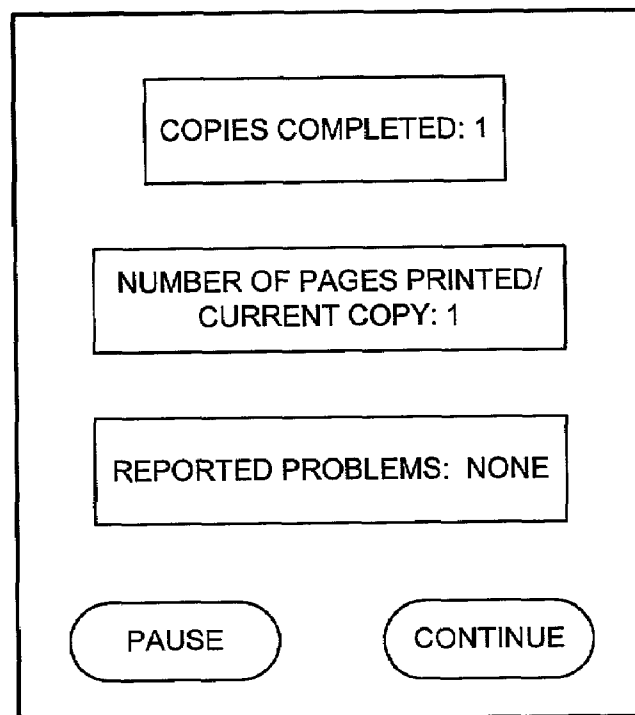 COPIES COMPLETED: 1
NUMBER OF PAGES PRINTED/
CURRENT COPY: 1
REPORTED PROBLEMS: NONE
PAUSE
CONTINUE